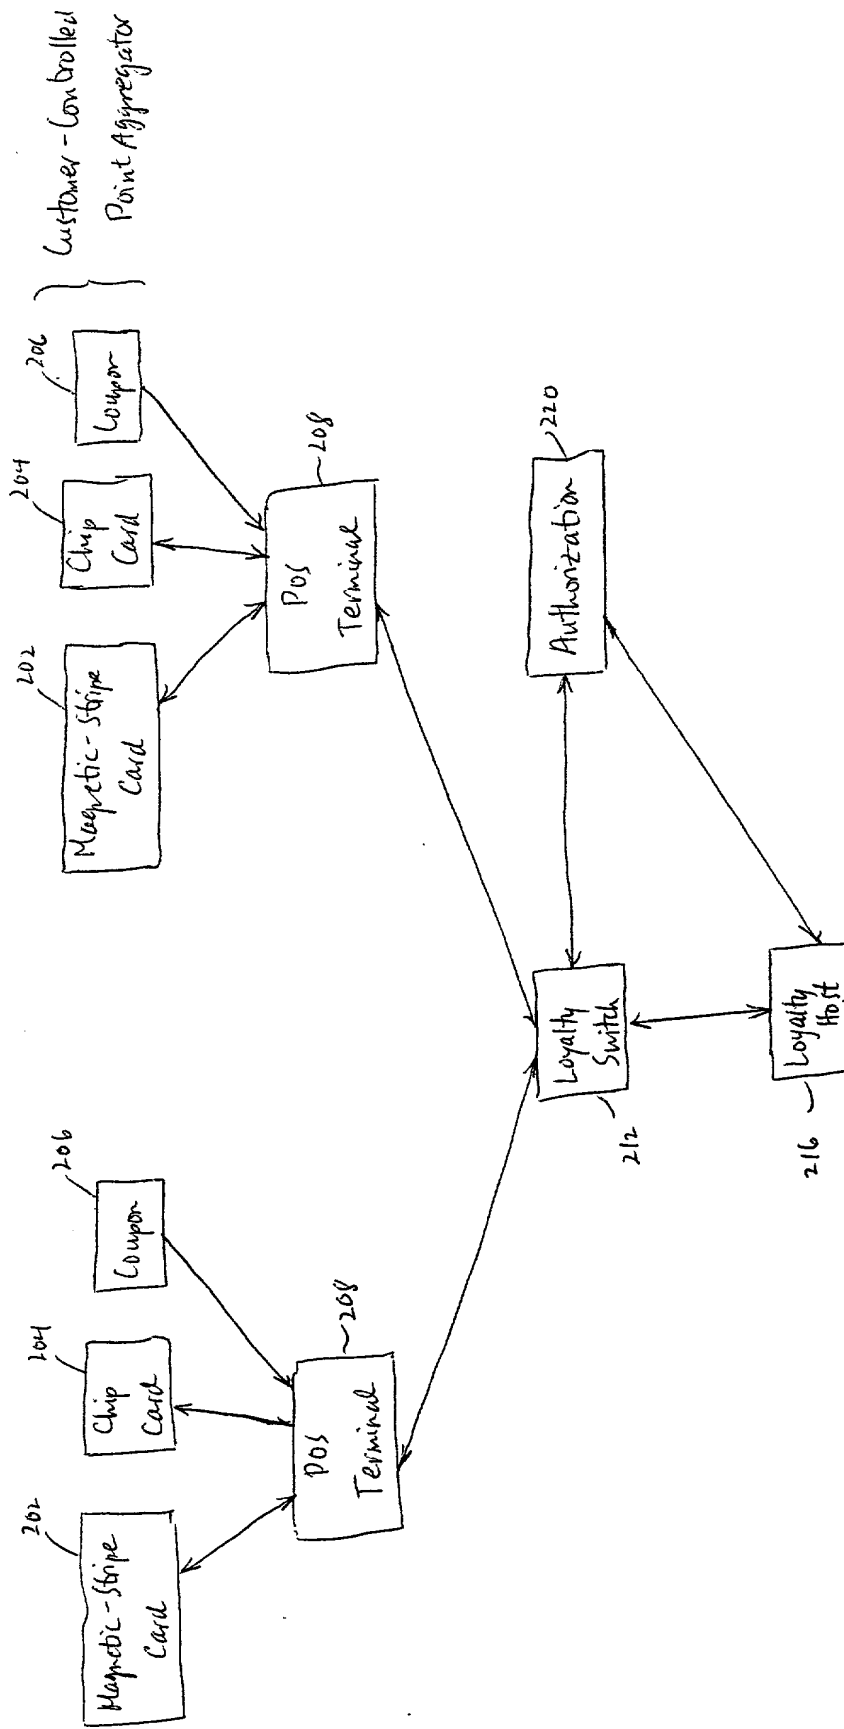 Customer-Controlled
Point Aggregator
202
Magnetic-Stripe
Card
204
Chip
Card
206
Coupon
POS
Terminal
208
202
Magnetic-Stripe
Card
204
Chip
Card
206
Coupon
POS
Terminal
208
Loyalty
Switch
212
Authorization
220
Loyalty
Host
216